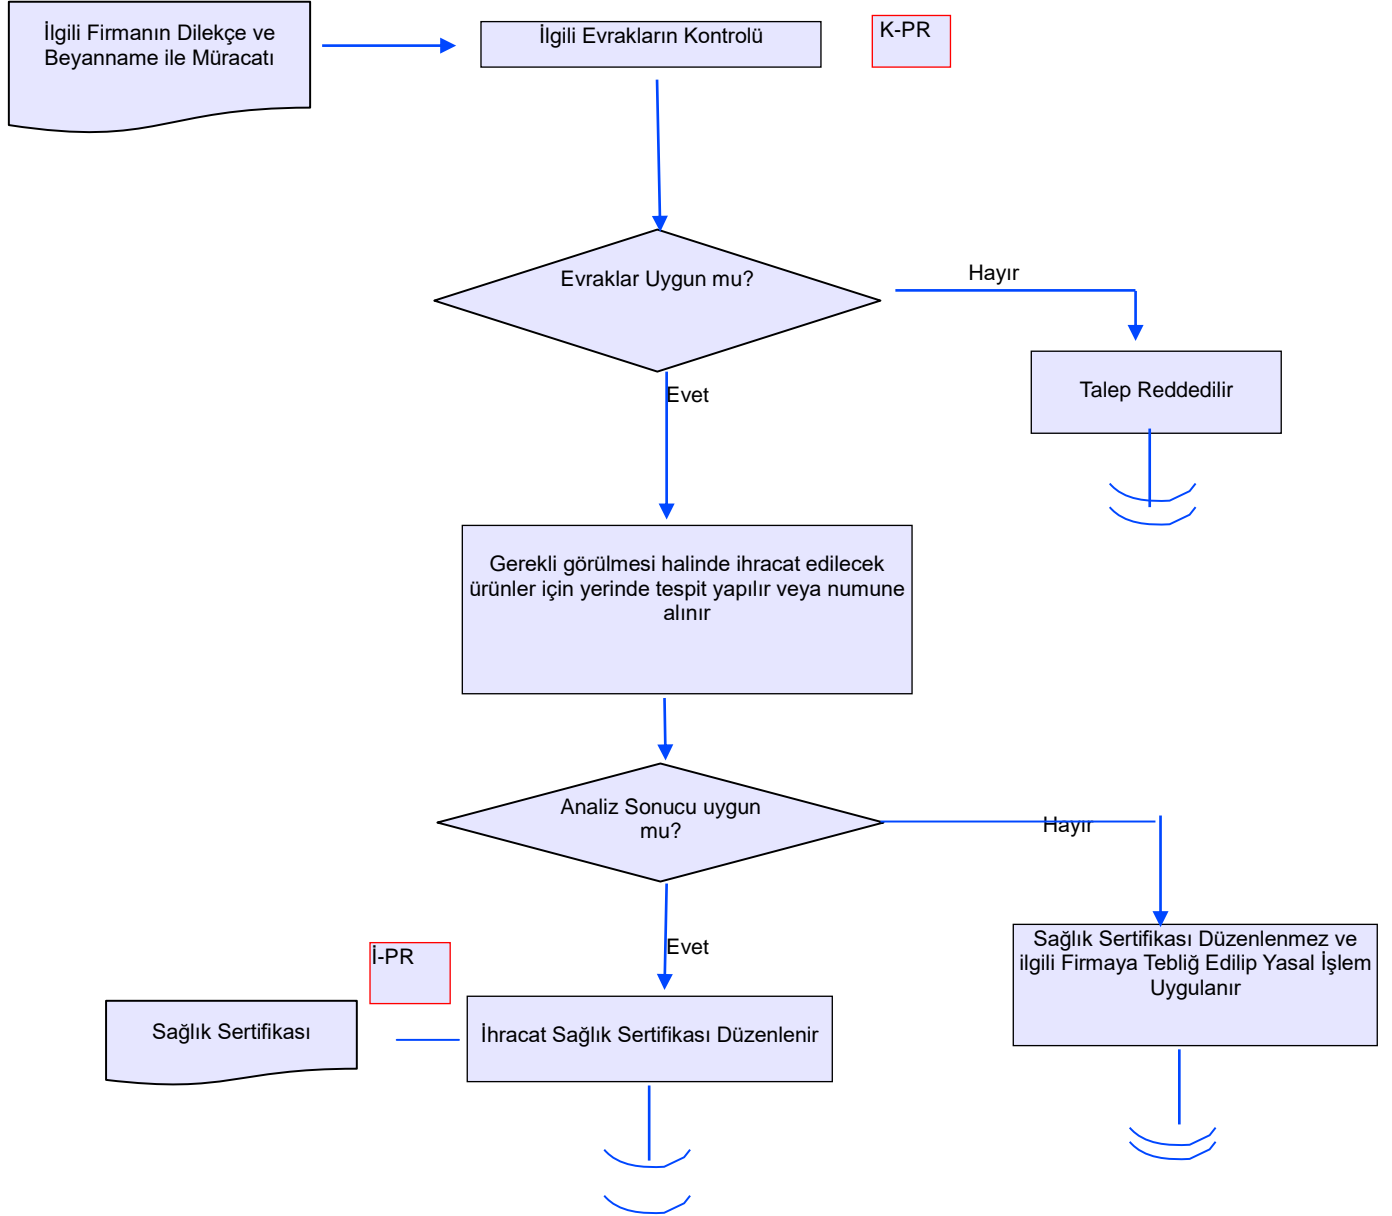 İlgili Firmanın Dilekçe ve
Beyanname ile Müracatı
İlgili Evrakların Kontrolü
K-PR
Evraklar Uygun mu?
Hayır
Talep Reddedilir
Evet
Gerekli görülmesi halinde ihracat edilecek
ürünler için yerinde tespit yapılır veya numune
alınır
Analiz Sonucu uygun
mu?
Hayır
Sağlık Sertifikası Düzenlenmez ve
ilgili Firmaya Tebliğ Edilip Yasal İşlem
Uygulanır
Evet
İ-PR
Sağlık Sertifikası
İhracat Sağlık Sertifikası Düzenlenir